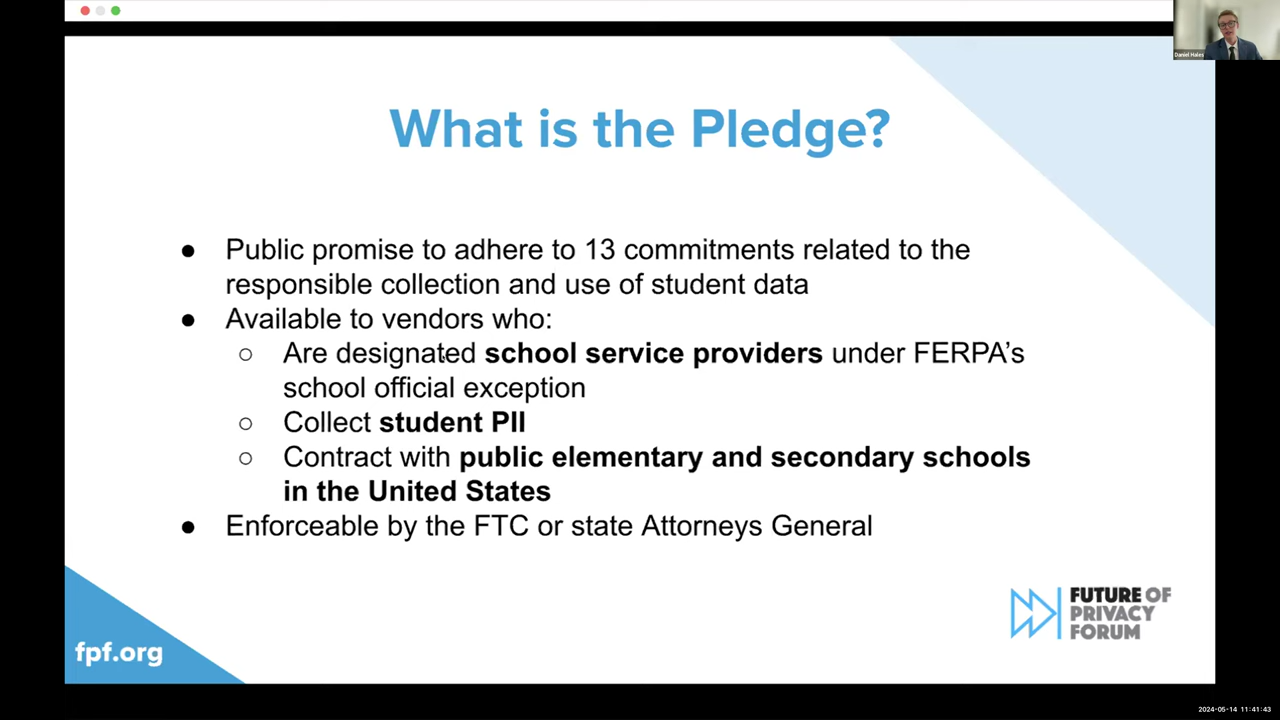 Daniel Hales
What is the Pledge?
● Public promise to adhere to 13 commitments related to the
responsible collection and use of student data
● Available to vendors who:
○ Are designated school service providers under FERPA’s
school official exception
○ Collect student PII
○ Contract with public elementary and secondary schools
in the United States
● Enforceable by the FTC or state Attorneys General
FUTURE OF
PRIVACY
FORUM
fpf.org
2024-05-14 11:41:43